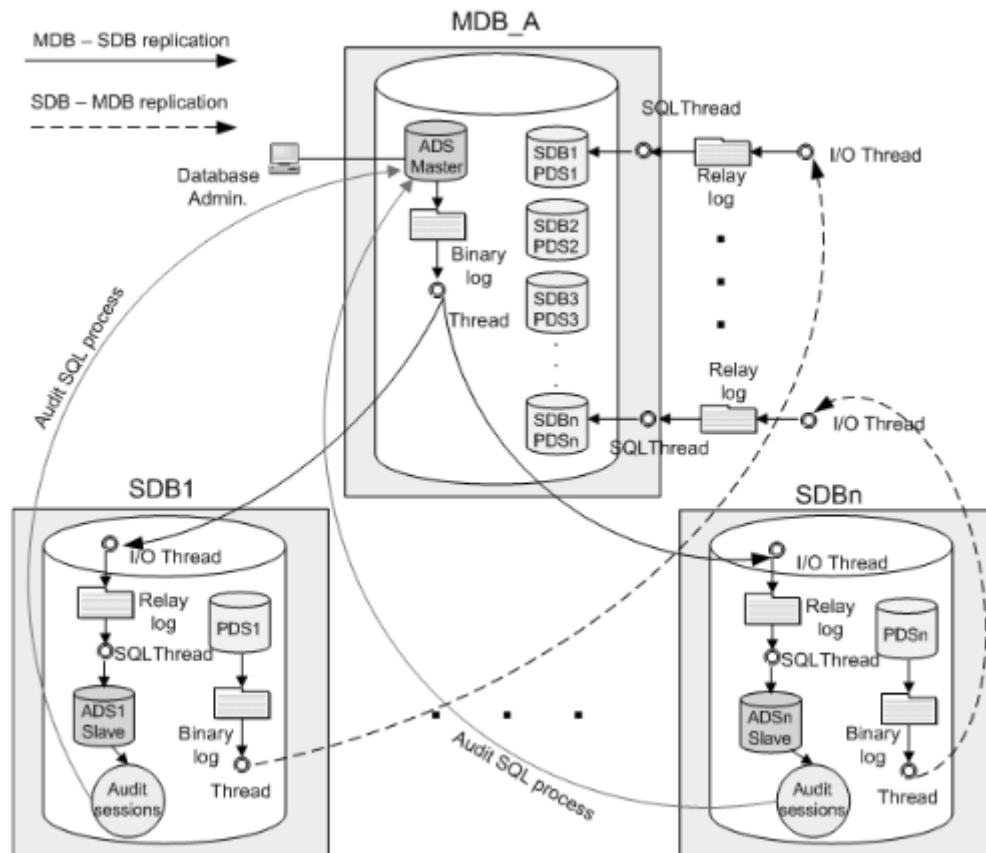 MDB_A
MDB – SDB replication
SDB – MDB replication
Database
Admin.
ADS
Master
Binary
log
Thread
SDB1
PDS1
SDB2
PDS2
SDB3
PDS3
SDBn
PDSn
SQLThread
Relay
log
I/O Thread
Relay
log
SQLThread
I/O Thread
Audit SQL process
SDB1
I/O Thread
Relay
log
SQLThread
ADS1
Slave
Audit
sessions
PDS1
Binary
log
Thread
Audit SQL process
SDBn
I/O Thread
Relay
log
SQLThread
ADSn
Slave
Audit
sessions
PDSn
Binary
log
Thread